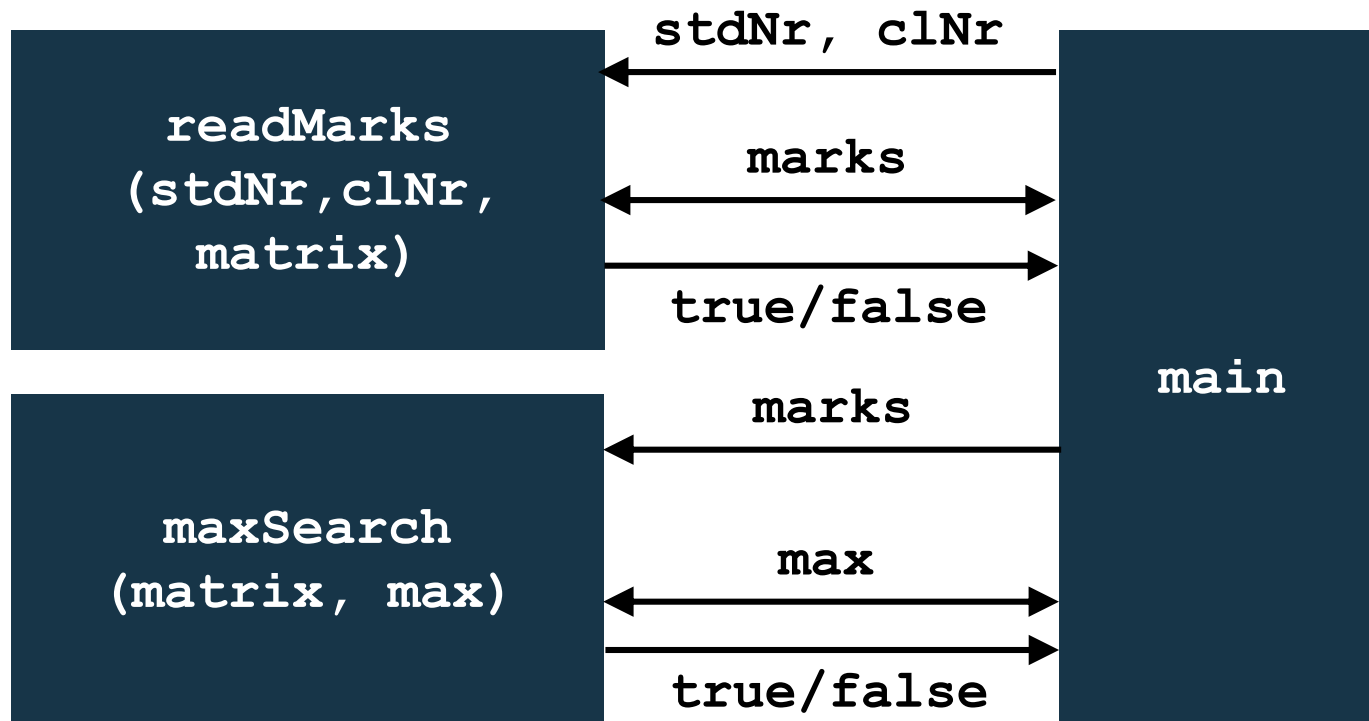 stdNr, clNr
readMarks
(stdNr,clNr,
matrix)
marks
true/false
main
marks
maxSearch
(matrix, max)
max
true/false